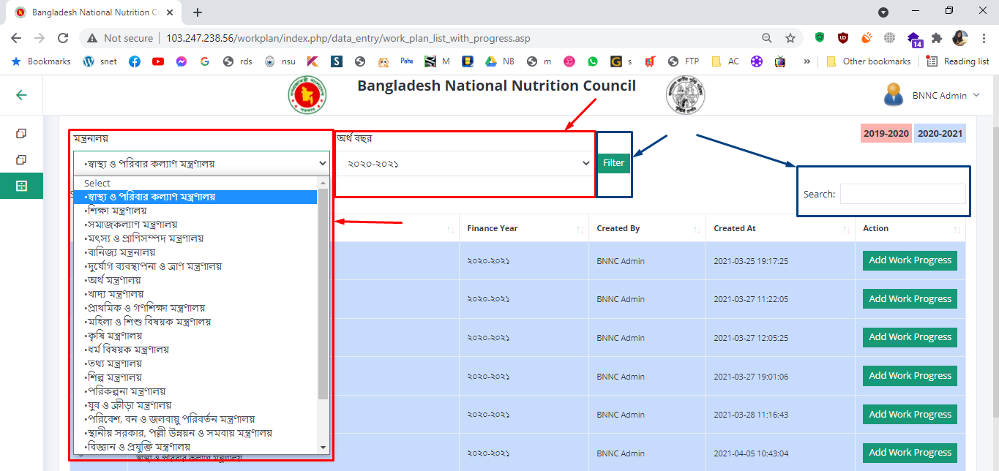 Bangladesh National Nutrition Co
Not secure | 103.247.238.56/workplan/index.php/data_entry/work_plan_list_with_progress.asp
14
Bookmarks snet rds nsu M NB m s FTP AC » Other bookmarks Reading list
Bangladesh National Nutrition Council
BNNC Admin
মন্ত্রনালয় অর্থ বছর
2019-2020 2020-2021
•স্বাস্থ্য ও পরিবার কল্যাণ মন্ত্রণালয় ২০২০-২০২১ Filter
Search:
Select
•স্বাস্থ্য ও পরিবার কল্যাণ মন্ত্রণালয়
•শিক্ষা মন্ত্রণালয়
•সমাজকল্যাণ মন্ত্রণালয়
•মৎস্য ও প্রাণিসম্পদ মন্ত্রণালয়
•বানিজ্য মন্ত্রনালয়
•দুর্যোগ ব্যবস্থাপনা ও ত্রাণ মন্ত্রণালয়
•অর্থ মন্ত্রণালয়
•খাদ্য মন্ত্রণালয়
•প্রাথমিক ও গণশিক্ষা মন্ত্রণালয়
•মহিলা ও শিশু বিষয়ক মন্ত্রণালয়
•কৃষি মন্ত্রণালয়
•ধর্ম বিষয়ক মন্ত্রণালয়
•তথ্য মন্ত্রণালয়
•শিল্প মন্ত্রণালয়
•পরিকল্পনা মন্ত্রণালয়
•যুব ও ক্রীড়া মন্ত্রণালয়
•পরিবেশ, বন ও জলবায়ু পরিবর্তন মন্ত্রণালয়
•স্থানীয় সরকার, পল্লী উন্নয়ন ও সমবায় মন্ত্রণালয়
•বিজ্ঞান ও প্রযুক্তি মন্ত্রণালয়
স্বাস্থ্য ও পরিবার কল্যাণ মন্ত্রণালয়
Finance Year Created By Created At Action
২০২০-২০২১ BNNC Admin 2021-03-25 19:17:25 Add Work Progress
২০২০-২০২১ BNNC Admin 2021-03-27 11:22:05 Add Work Progress
২০২০-২০২১ BNNC Admin 2021-03-27 12:05:25 Add Work Progress
২০২০-২০২১ BNNC Admin 2021-03-27 19:01:06 Add Work Progress
২০২০-২০২১ BNNC Admin 2021-03-28 11:16:43 Add Work Progress
২০২০-২০২১ BNNC Admin 2021-04-05 10:43:04 Add Work Progress